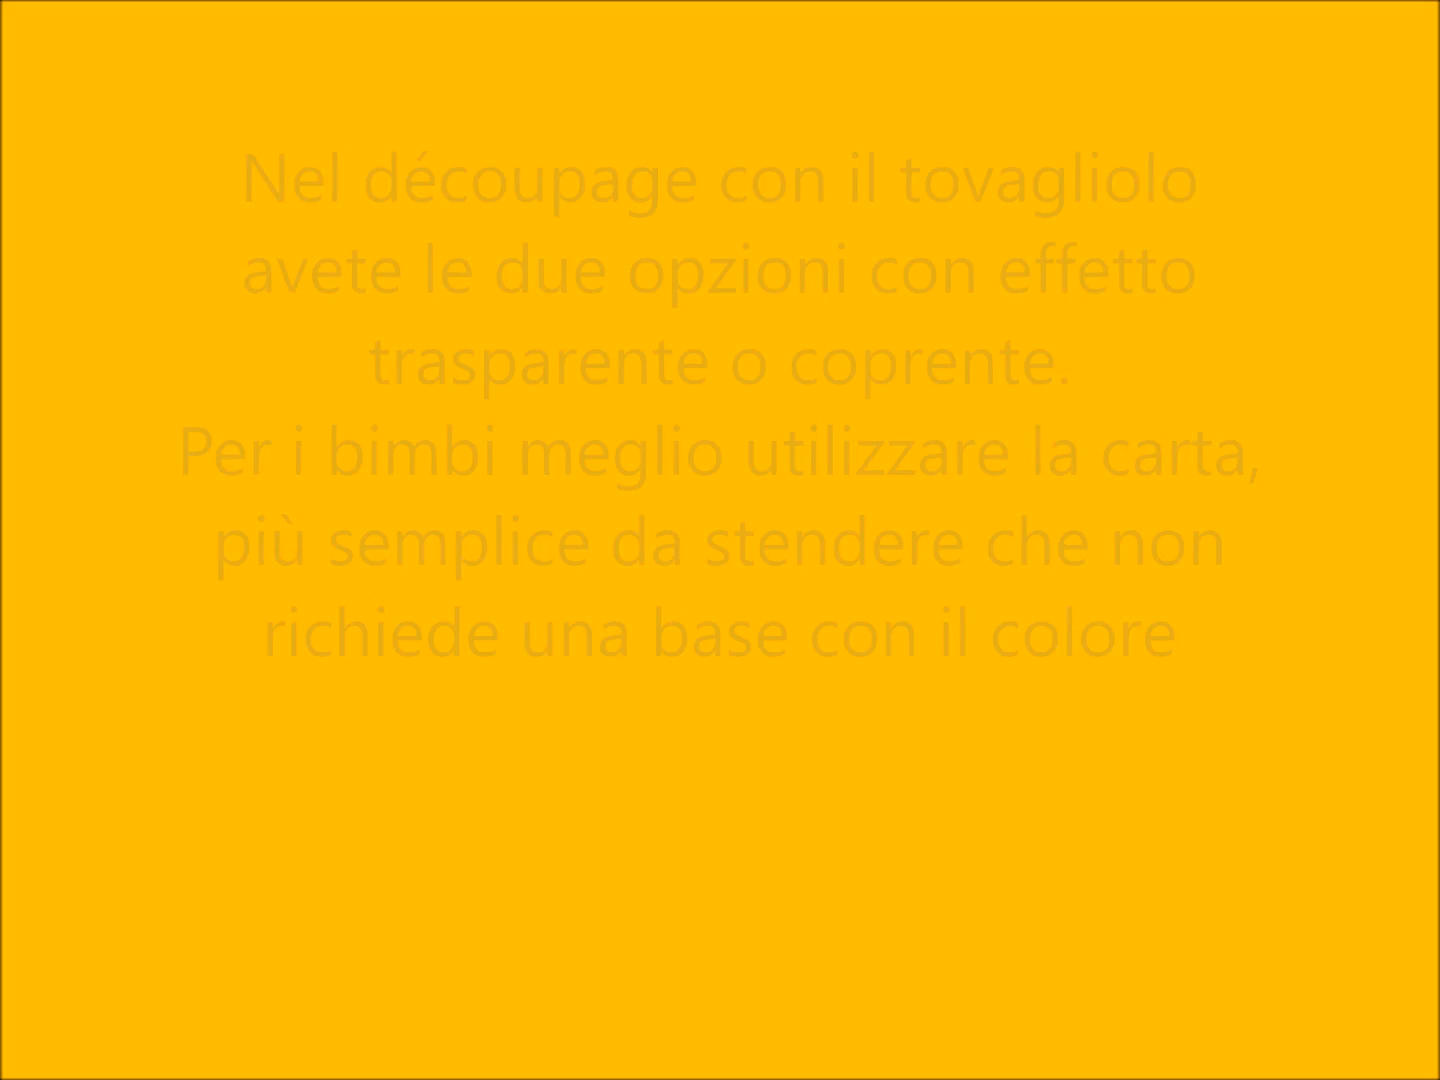 Nel découpage con il tovagliolo
avete le due opzioni con effetto
trasparente o coprente.
Per i bimbi meglio utilizzare la carta,
più semplice da stendere che non
richiede una base con il colore